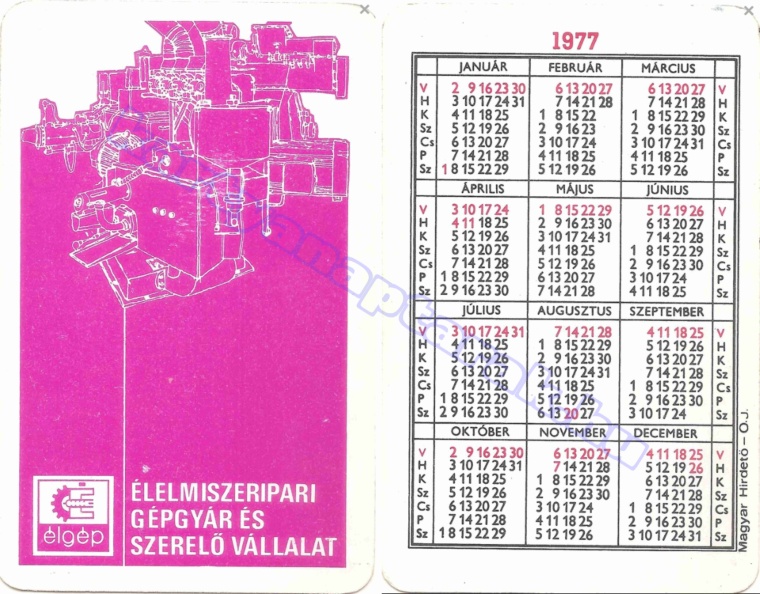 élgép
ÉLELMISZERIPARI
GÉPGYÁR ÉS
SZERELŐ VÁLLALAT
1977
JANUÁR FEBRUÁR MÁRCIUS
V 2 9 16 23 30 6 13 20 27 6 13 20 27 V
H 3 10 17 24 31 7 14 21 28 7 14 21 28 H
K 4 11 18 25 1 8 15 22 1 8 15 22 29 K
Sz 5 12 19 26 2 9 16 23 2 9 16 23 30 Sz
Cs 6 13 20 27 3 10 17 24 3 10 17 24 31 Cs
P 7 14 21 28 4 11 18 25 4 11 18 25 P
Sz 1 8 15 22 29 5 12 19 26 5 12 19 26 Sz
ÁPRILIS MÁJUS JÚNIUS
V 3 10 17 24 1 8 15 22 29 5 12 19 26 V
H 4 11 18 25 2 9 16 23 30 6 13 20 27 H
K 5 12 19 26 3 10 17 24 31 7 14 21 28 K
Sz 6 13 20 27 4 11 18 25 1 8 15 22 29 Sz
Cs 7 14 21 28 5 12 19 26 2 9 16 23 30 Cs
P 1 8 15 22 29 6 13 20 27 3 10 17 24 P
Sz 2 9 16 23 30 7 14 21 28 4 11 18 25 Sz
JÚLIUS AUGUSZTUS SZEPTEMBER
V 3 10 17 24 31 7 14 21 28 4 11 18 25 V
H 4 11 18 25 1 8 15 22 29 5 12 19 26 H
K 5 12 19 26 2 9 16 23 30 6 13 20 27 K
Sz 6 13 20 27 3 10 17 24 31 7 14 21 28 Sz
Cs 7 14 21 28 4 11 18 25 1 8 15 22 29 Cs
P 1 8 15 22 29 5 12 19 26 2 9 16 23 30 P
Sz 2 9 16 23 30 6 13 20 27 3 10 17 24 Sz
OKTÓBER NOVEMBER DECEMBER
V 2 9 16 23 30 6 13 20 27 4 11 18 25 V
H 3 10 17 24 31 7 14 21 28 5 12 19 26 H
K 4 11 18 25 1 8 15 22 29 6 13 20 27 K
Sz 5 12 19 26 2 9 16 23 30 7 14 21 28 Sz
Cs 6 13 20 27 3 10 17 24 1 8 15 22 29 Cs
P 7 14 21 28 4 11 18 25 2 9 16 23 30 P
Sz 1 8 15 22 29 5 12 19 26 3 10 17 24 31 Sz
Magyar Hirdető – O. J.